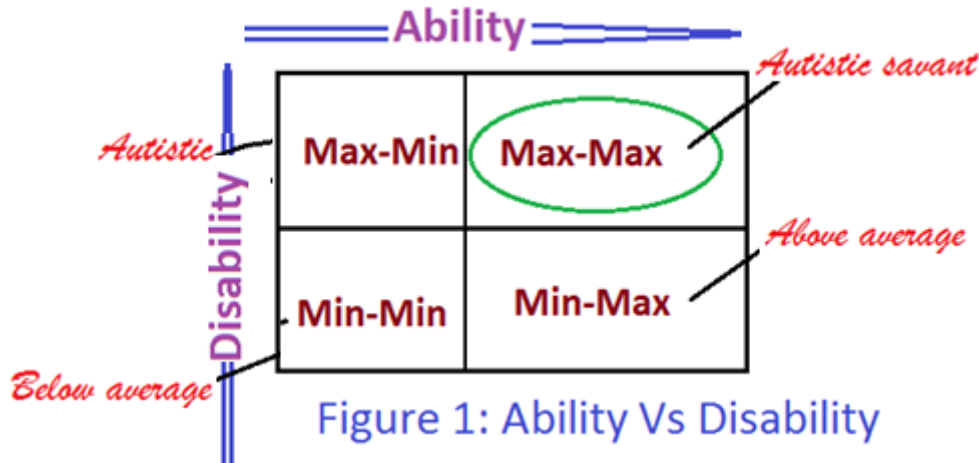 Ability
Autistic savant
Autistic
Max-Min
Max-Max
Disability
Above average
Min-Min
Min-Max
Below average
Figure 1: Ability Vs Disability